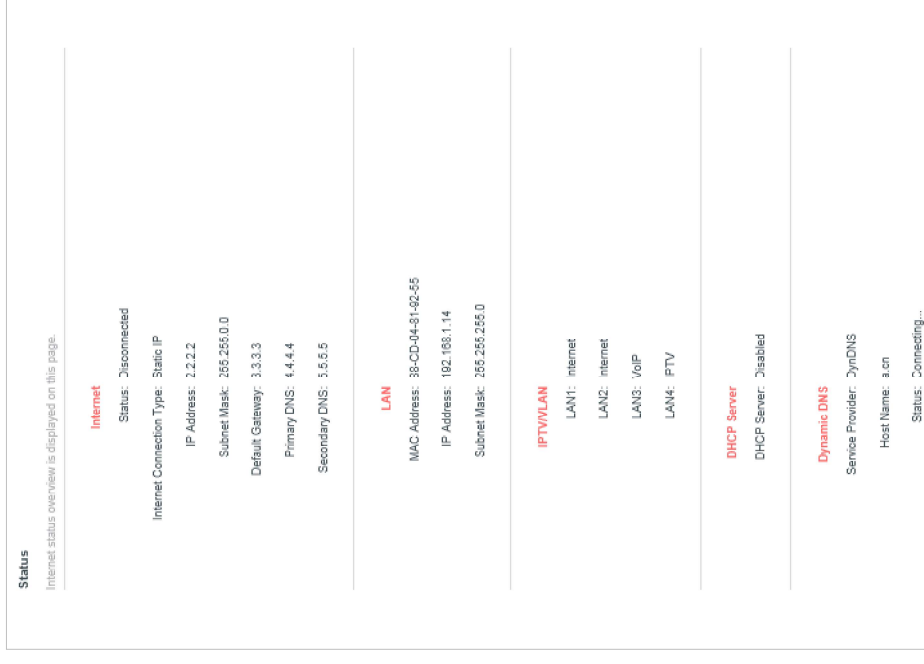 Status
Internet status overview is displayed on this page.
Internet
Status: Disconnected
Internet Connection Type: Static IP
IP Address: 2.2.2.2
Subnet Mask: 255.255.0.0
Default Gateway: 3.3.3.3
Primary DNS: 4.4.4.4
Secondary DNS: 5.5.5.5
LAN
MAC Address: 38-CD-04-81-92-55
IP Address: 192.168.1.14
Subnet Mask: 255.255.255.0
IPTV/VLAN
LAN1: Internet
LAN2: Internet
LAN3: VoIP
LAN4: IPTV
DHCP Server
DHCP Server: Disabled
Dynamic DNS
Service Provider: DynDNS
Host Name: a.cn
Status: Connecting...